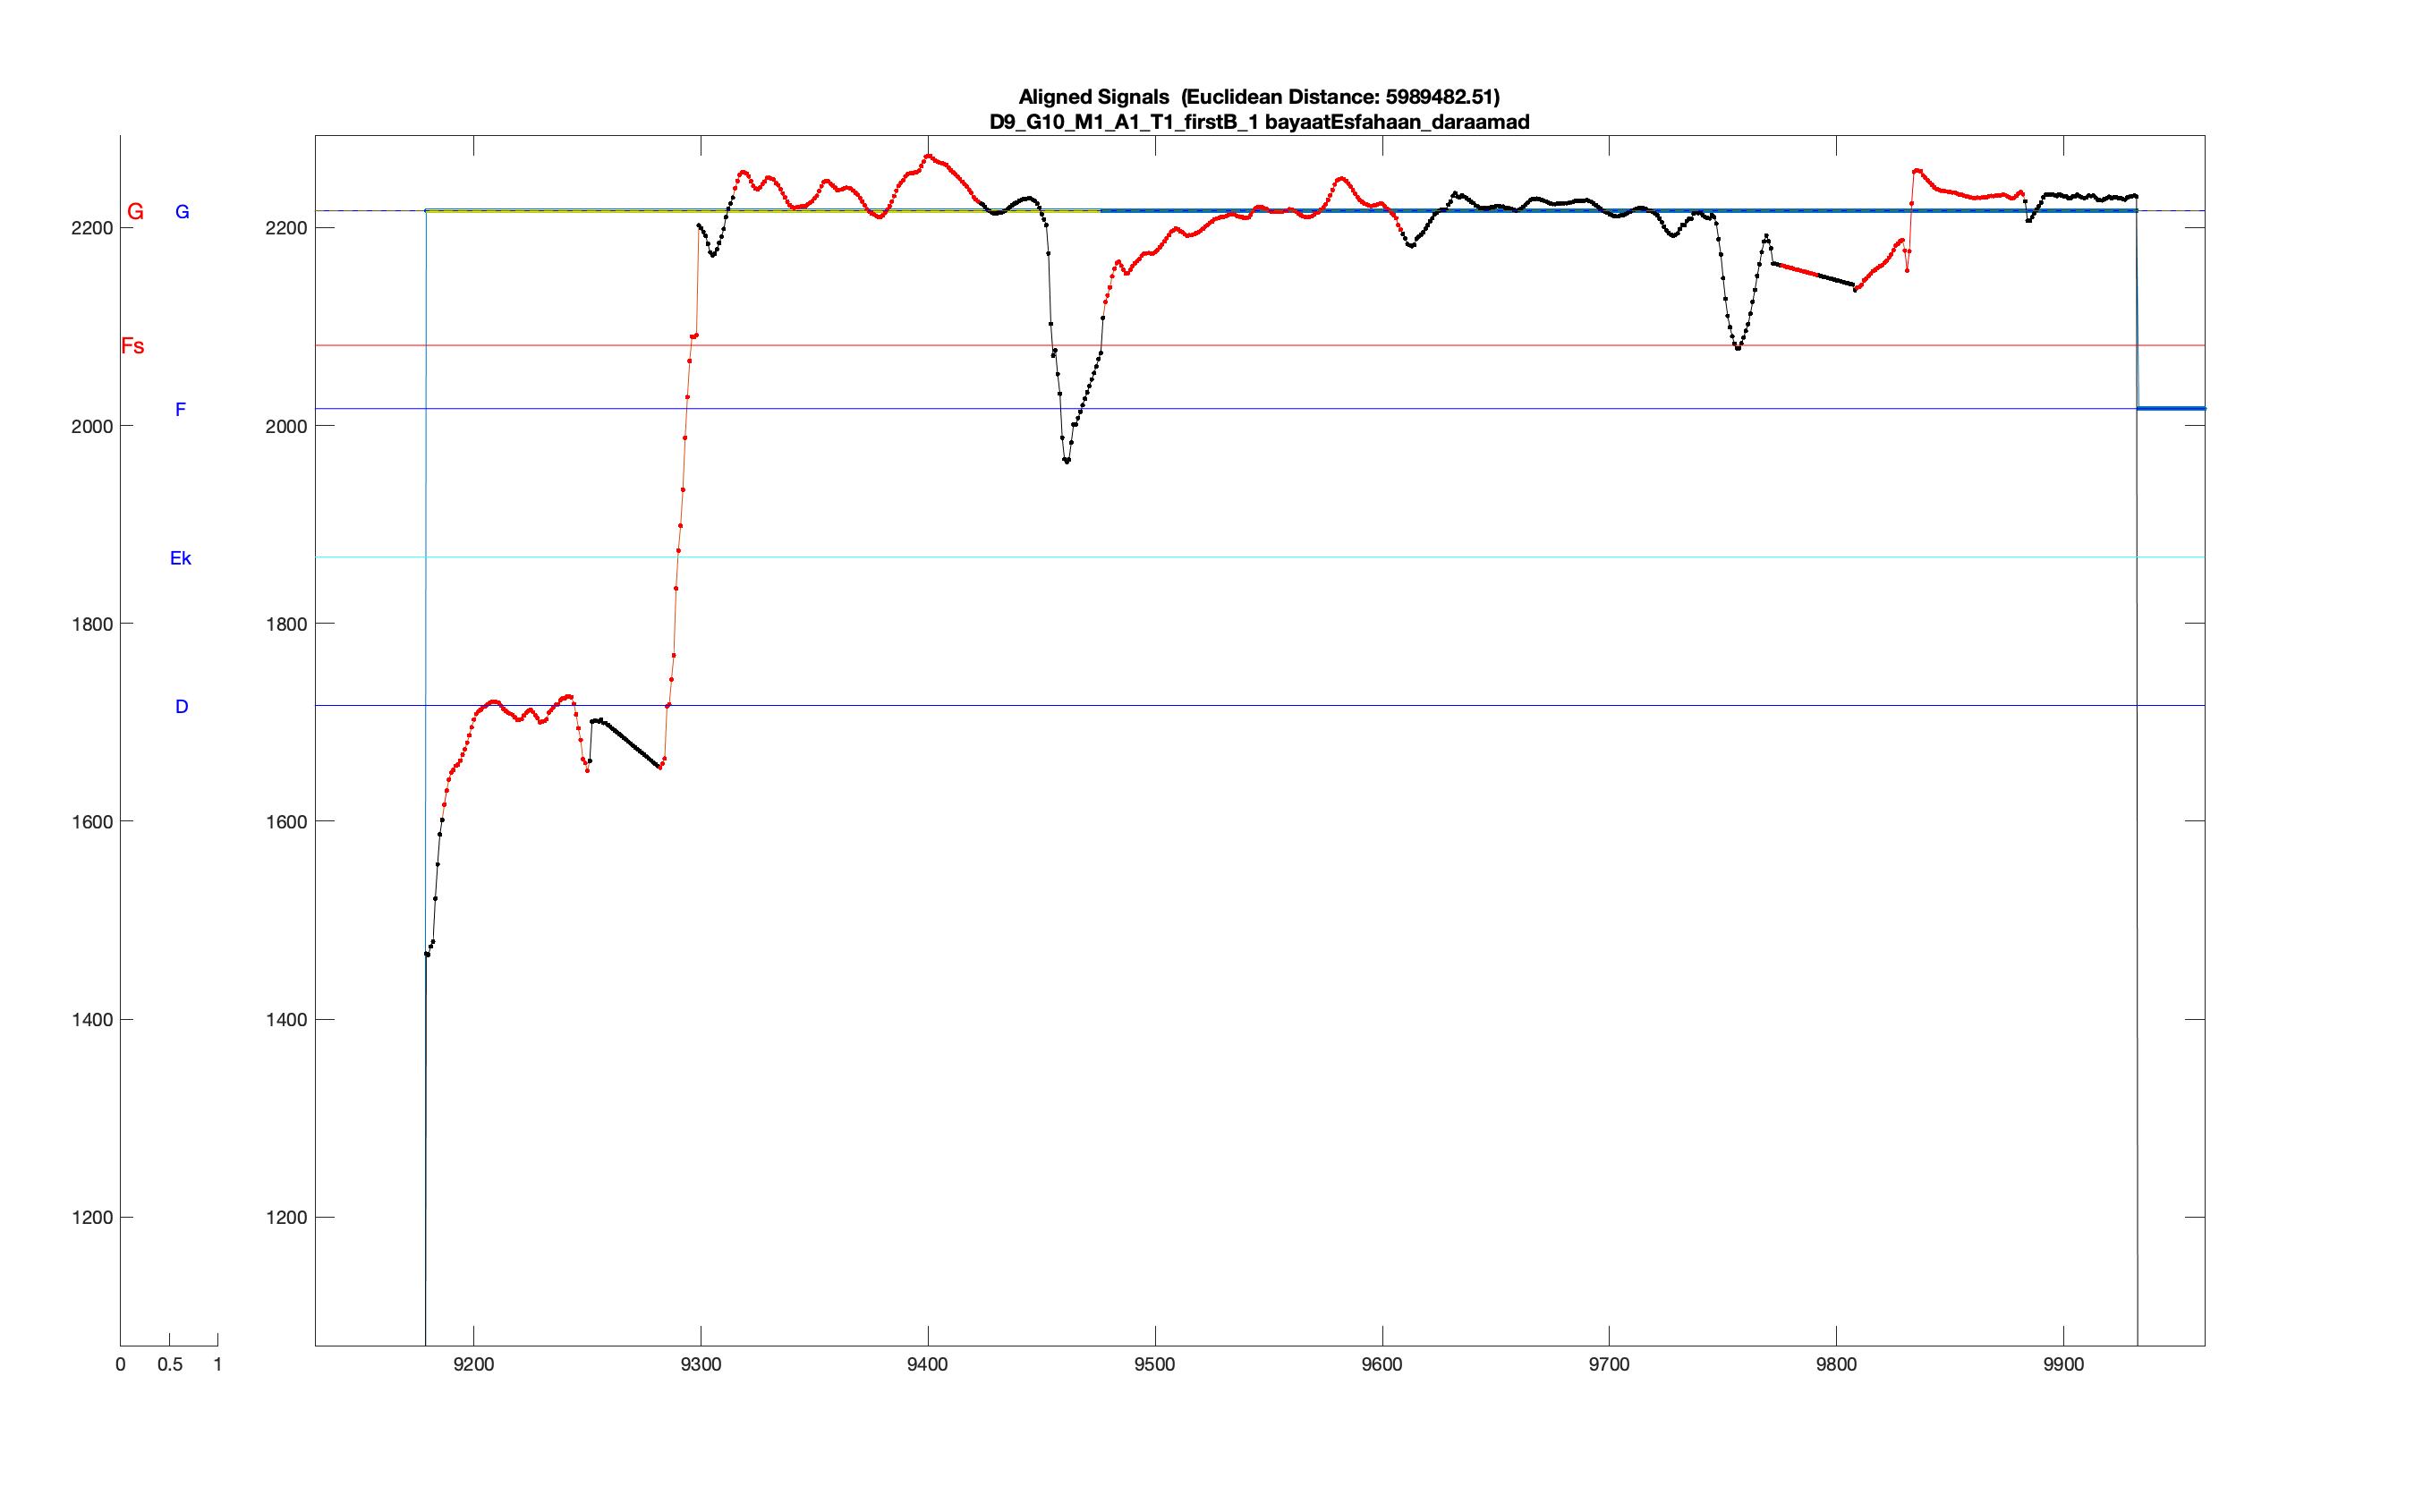 Aligned Signals  (Euclidean Distance: 5989482.51)
D9_G10_M1_A1_T1_firstB_1 bayaatEsfahaan_daraamad
G G
2200 2200
Fs
F
2000 2000
Ek
1800 1800
D
1600 1600
1400 1400
1200 1200
0 0.5 1 9200 9300 9400 9500 9600 9700 9800 9900